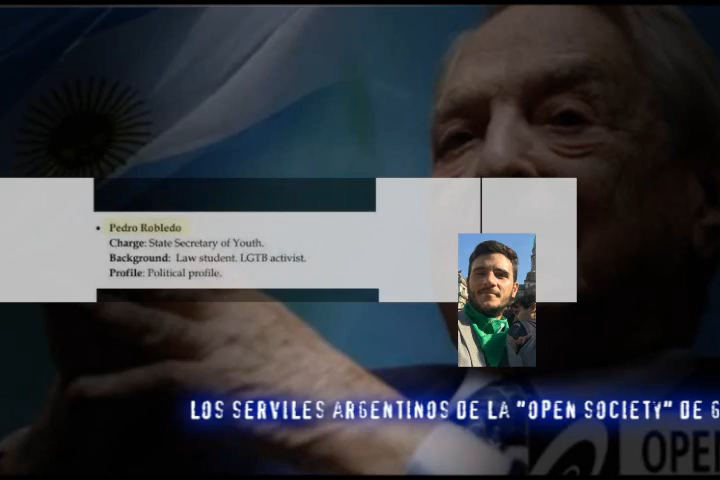 • Pedro Robledo
Charge: State Secretary of Youth.
Background: Law student. LGTB activist.
Profile: Political profile.
LOS SERVILES ARGENTINOS DE LA "OPEN SOCIETY" DE
OPEN